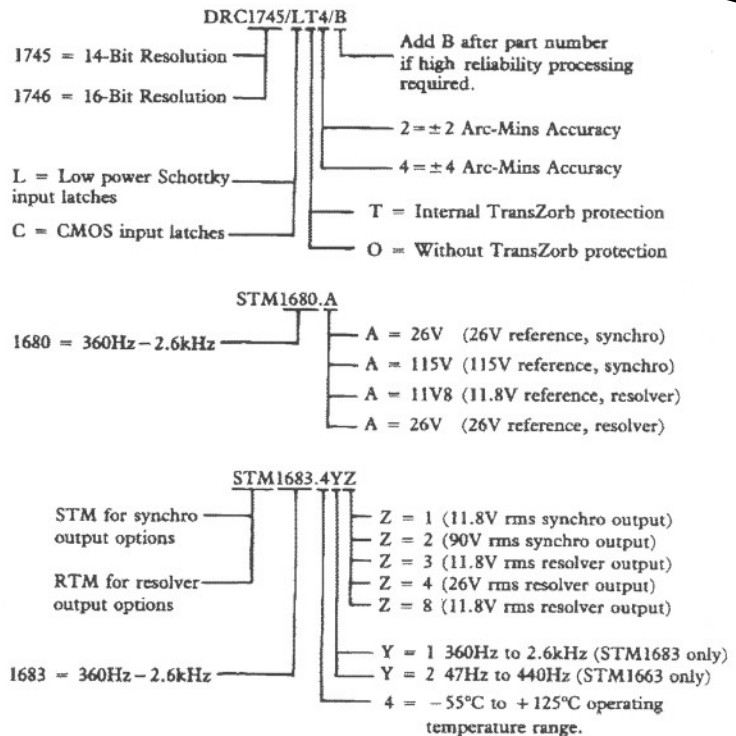 DRC1745/LT4/B
1745 = 14-Bit Resolution
1746 = 16-Bit Resolution
Add B after part number
if high reliability processing
required.
2 = ± 2 Arc-Mins Accuracy
4 = ± 4 Arc-Mins Accuracy
L = Low power Schottky
input latches
C = CMOS input latches
T = Internal TransZorb protection
O = Without TransZorb protection
STM1680.A
1680 = 360Hz – 2.6kHz
A = 26V (26V reference, synchro)
A = 115V (115V reference, synchro)
A = 11V8 (11.8V reference, resolver)
A = 26V (26V reference, resolver)
STM1683.4YZ
STM for synchro
output options
RTM for resolver
output options
Z = 1 (11.8V rms synchro output)
Z = 2 (90V rms synchro output)
Z = 3 (11.8V rms resolver output)
Z = 4 (26V rms resolver output)
Z = 8 (11.8V rms resolver output)
1683 = 360Hz – 2.6kHz
Y = 1 360Hz to 2.6kHz (STM1683 only)
Y = 2 47Hz to 440Hz (STM1663 only)
4 = –55°C to +125°C operating
temperature range.